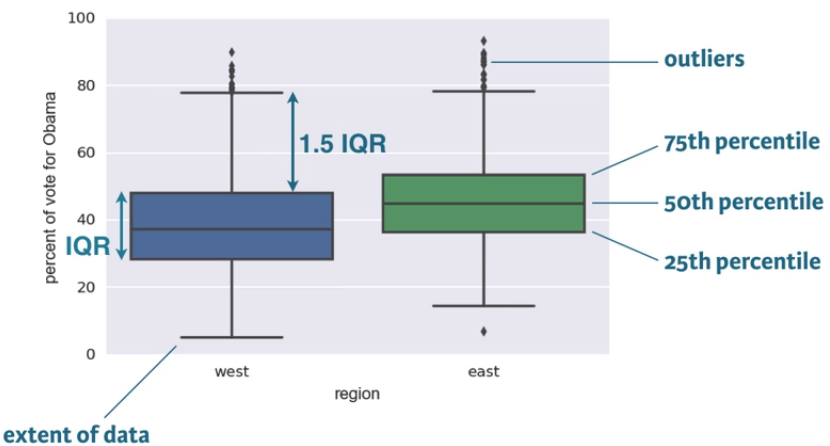 100
80
60
40
20
0
percent of vote for Obama
west
east
region
IQR
1.5 IQR
outliers
75th percentile
50th percentile
25th percentile
extent of data